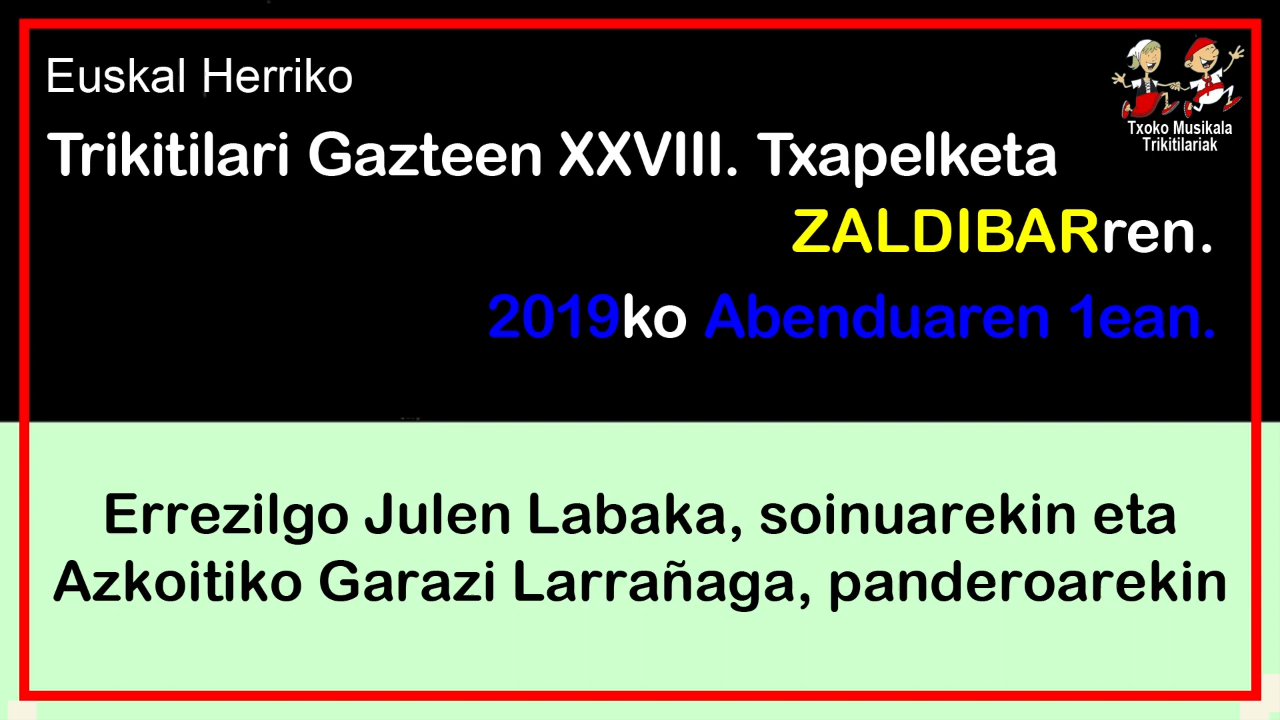 Euskal Herriko
Txoko Musikala
Trikitilariak
Trikitilari Gazteen XXVIII. Txapelketa
ZALDIBARren.
2019ko Abenduaren 1ean.
Errezilgo Julen Labaka, soinuarekin eta
Azkoitiko Garazi Larrañaga, panderoarekin